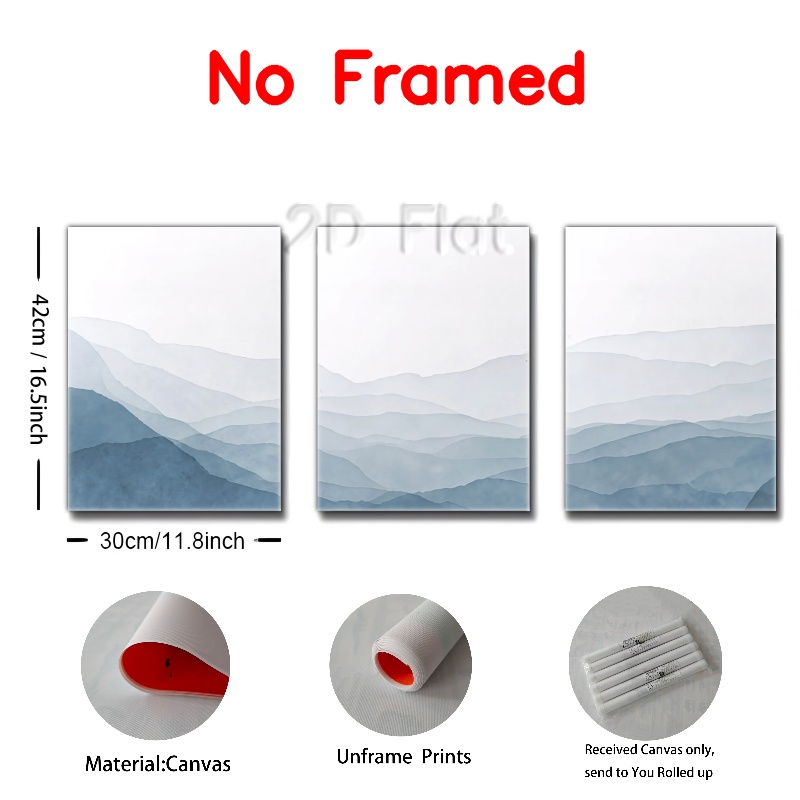 No Framed
2D Flat
42cm / 16.5inch
30cm/11.8inch
Material:Canvas
Unframe Prints
Received Canvas only,
send to You Rolled up